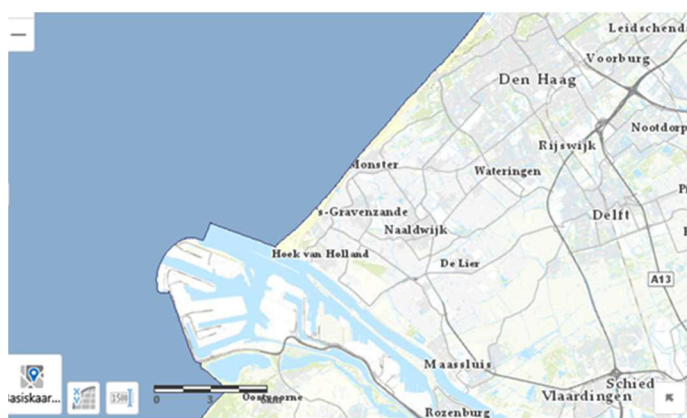 Leidschend
Voorburg
Den Haag
Nootdorp
Rijswijk
Monster
Wateringen
's-Gravenzande
Delft
Naaldwijk
Hoek van Holland
De Lier
A13
Maassluis
Schied
Basiskaar...
Vlaardingen
0 3
Oostvoorne
Rozenburg